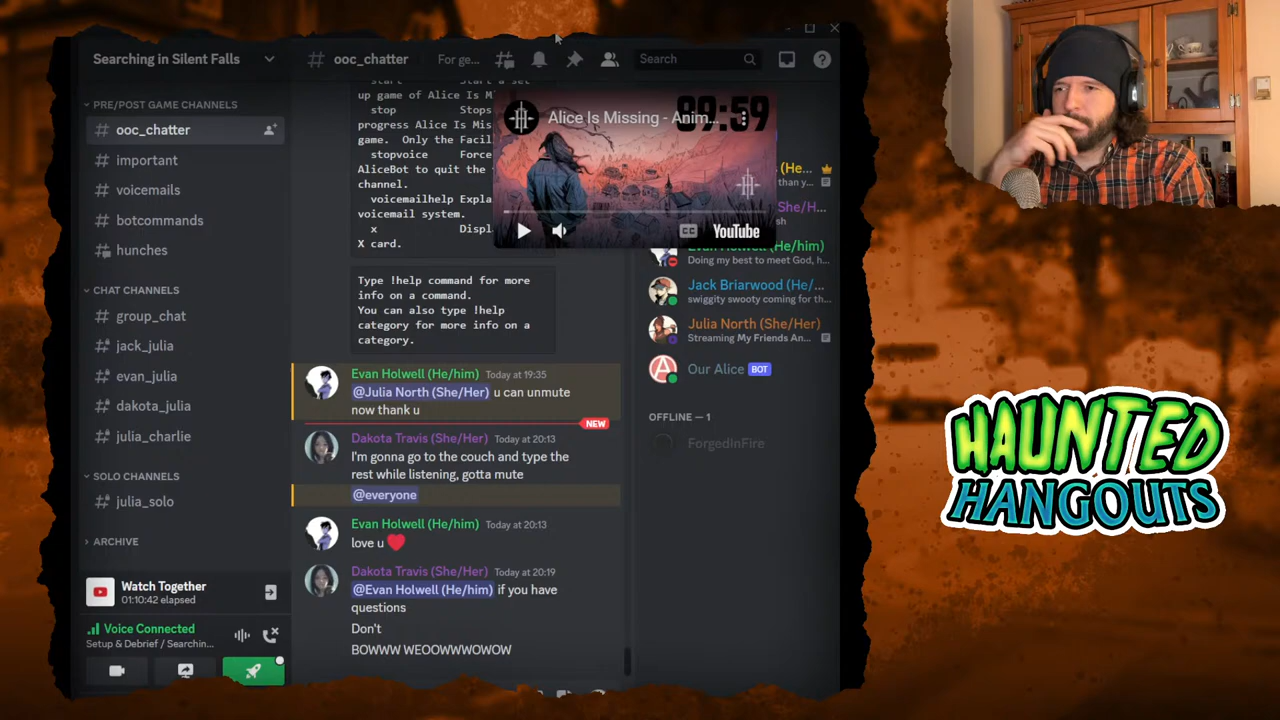 Searching in Silent Falls
PRE/POST GAME CHANNELS
# ooc_chatter
# important
# voicemails
# botcommands
hunches
CHAT CHANNELS
# group_chat
# jack_julia
# evan_julia
# dakota_julia
# julia_charlie
SOLO CHANNELS
# julia_solo
ARCHIVE
Watch Together
01:10:42 elapsed
Voice Connected
Setup & Debrief / Searchin...
# ooc_chatter
For ge...
Search
start Start a set
up game of Alice Is M
stop Stops
progress Alice Is Mis
game. Only the Facil
stopvoice Force
AliceBot to quit the
channel.
voicemailhelp Expla
voicemail system.
x Displ
X card.
Type !help command for more
info on a command.
You can also type !help
category for more info on a
category.
Evan Holwell (He/him) Today at 19:35
@Julia North (She/Her) u can unmute
now thank u
NEW
Dakota Travis (She/Her) Today at 20:13
I'm gonna go to the couch and type the
rest while listening, gotta mute
@everyone
Evan Holwell (He/him) Today at 20:13
love u
Dakota Travis (She/Her) Today at 20:19
@Evan Holwell (He/him) if you have
questions
Don't
BOWWW WEOOWWWOWOW
Alice Is Missing - Anim...
89:59
YouTube
(He...
than y...
She/H...
Evan Holwell (He/him)
Doing my best to meet God, h...
Jack Briarwood (He/...
swiggity swooty coming for th...
Julia North (She/Her)
Streaming My Friends An...
Our Alice BOT
OFFLINE — 1
ForgedInFire
HAUNTED
HANGOUTS